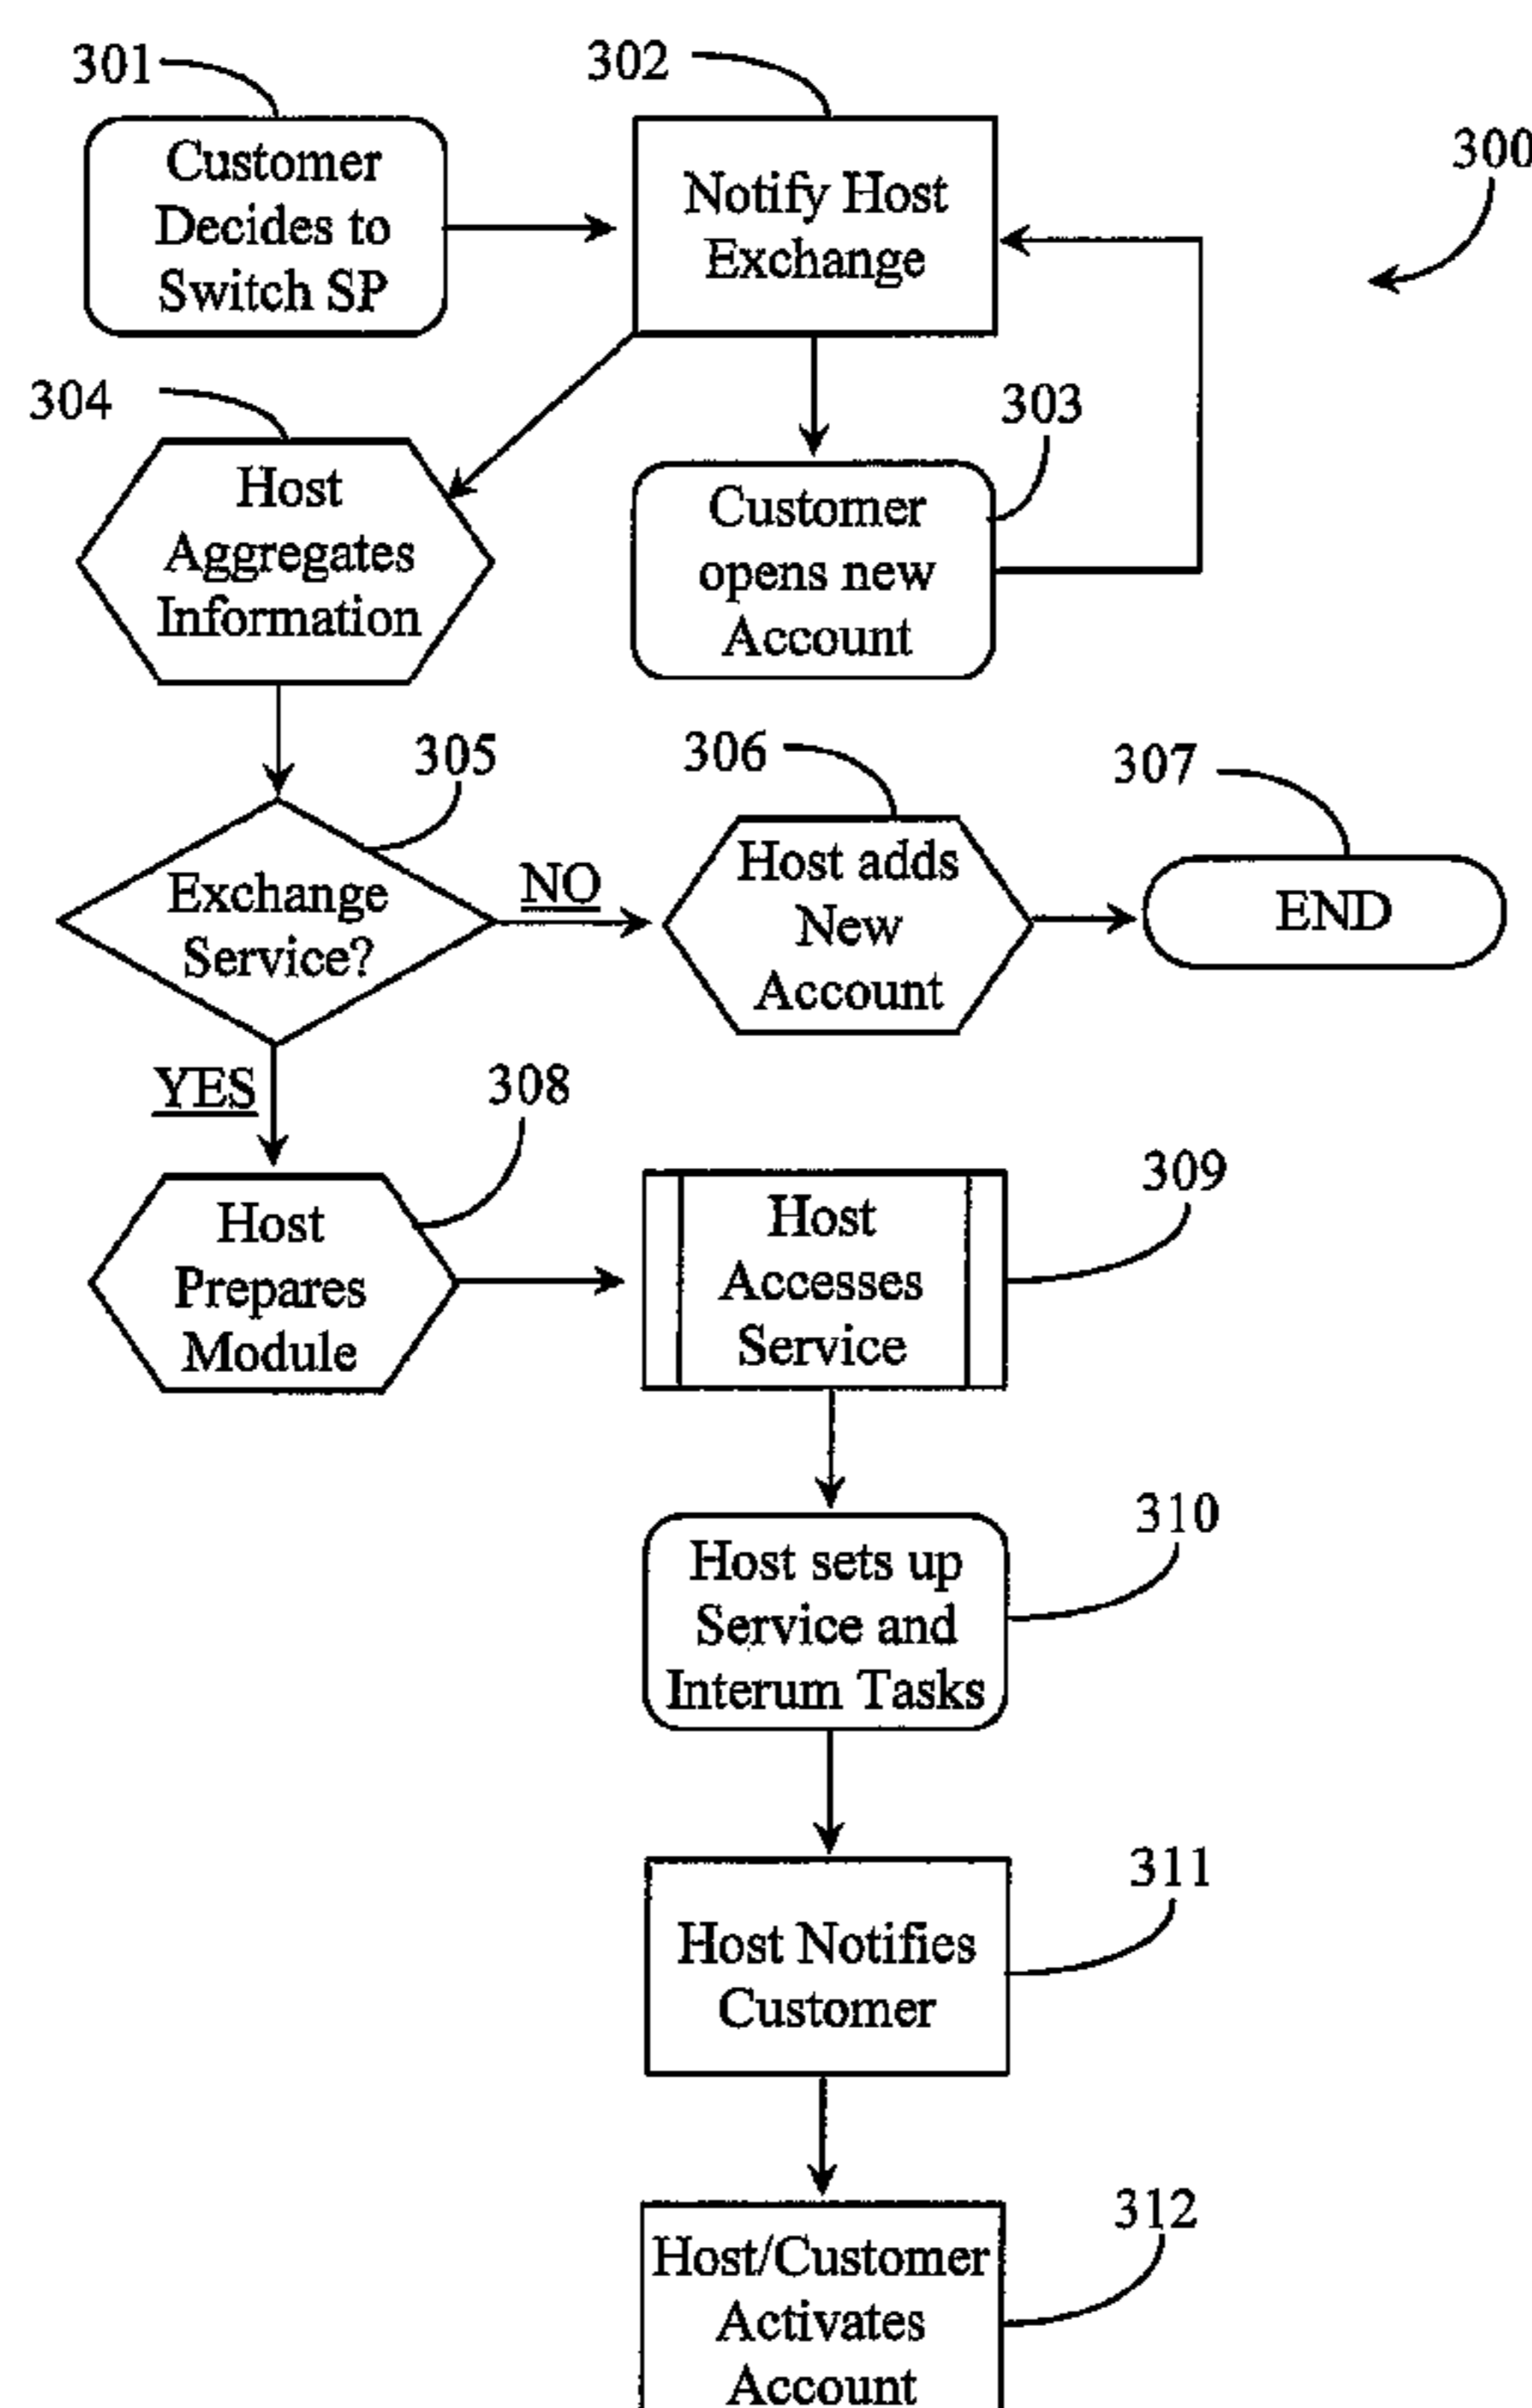 301
302
300
Customer
Decides to
Switch SP
Notify Host
Exchange
304
303
Host
Aggregates
Information
Customer
opens new
Account
305
306
307
Exchange
Service?
NO
Host adds
New
Account
END
YES
308
309
Host
Prepares
Module
Host
Accesses
Service
310
Host sets up
Service and
Interum Tasks
311
Host Notifies
Customer
312
Host/Customer
Activates
Account